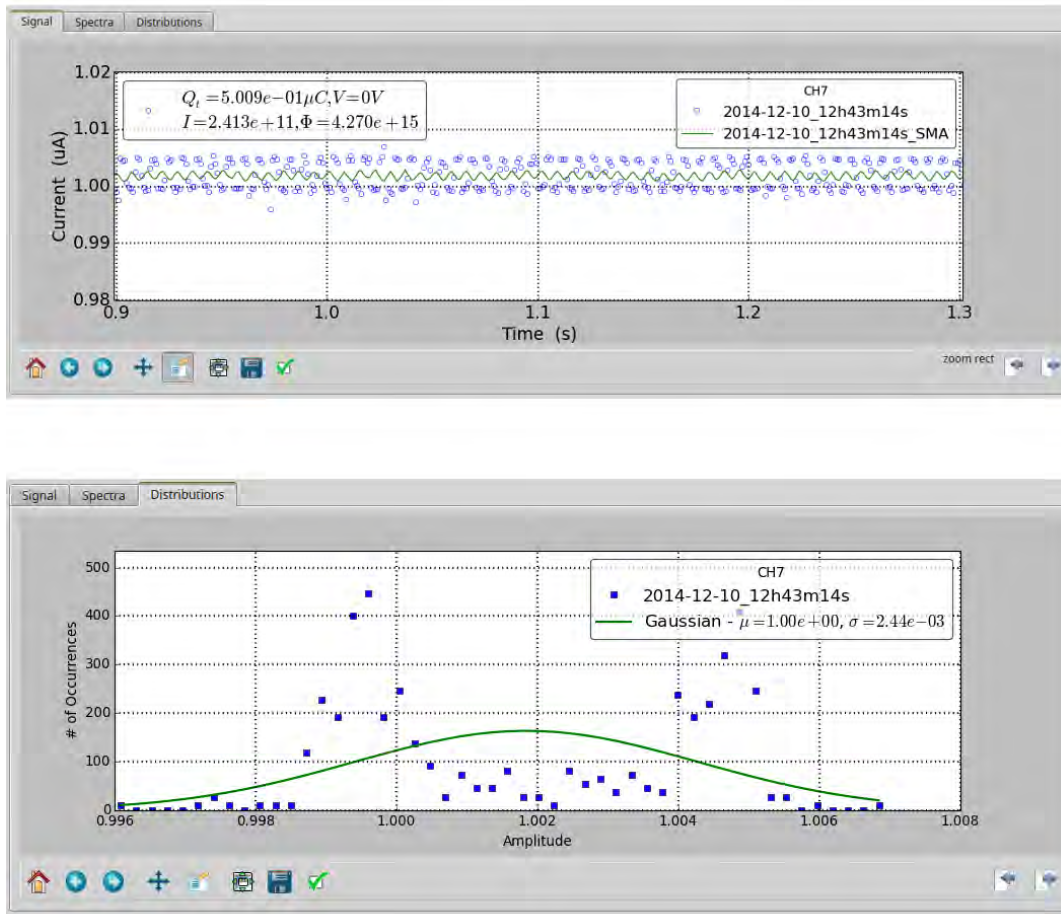 Signal Spectra Distributions
1.02
1.01
1.00
0.99
0.98
Current (uA)
Q_t = 5.009e−01μC, V = 0V
I = 2.413e+11, Φ = 4.270e+15
CH7
2014-12-10_12h43m14s
2014-12-10_12h43m14s_SMA
0.9 1.0 1.1 1.2 1.3
Time (s)
zoom rect
Signal Spectra Distributions
500
400
300
200
100
0
# of Occurrences
CH7
2014-12-10_12h43m14s
Gaussian - μ = 1.00e+00, σ = 2.44e−03
0.996 0.998 1.000 1.002 1.004 1.006 1.008
Amplitude